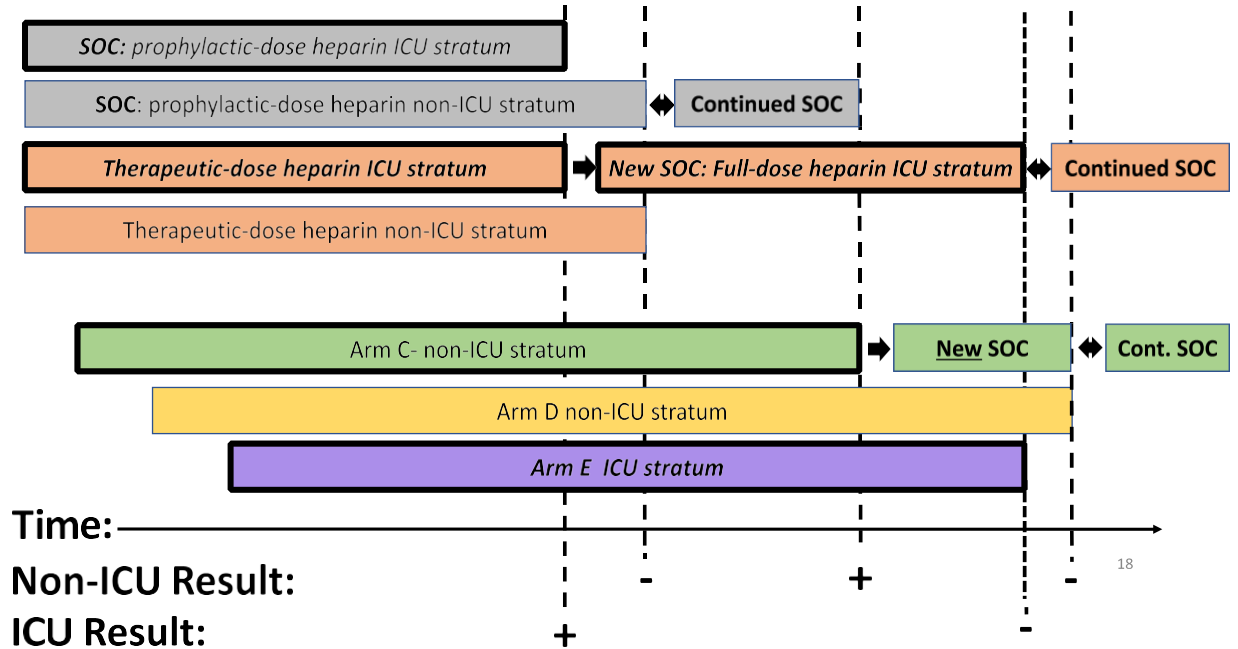 SOC: prophylactic-dose heparin ICU stratum
SOC: prophylactic-dose heparin non-ICU stratum
Continued SOC
Therapeutic-dose heparin ICU stratum
New SOC: Full-dose heparin ICU stratum
Continued SOC
Therapeutic-dose heparin non-ICU stratum
Arm C- non-ICU stratum
New SOC
Cont. SOC
Arm D non-ICU stratum
Arm E ICU stratum
Time:
18
Non-ICU Result: - + -
ICU Result: + -